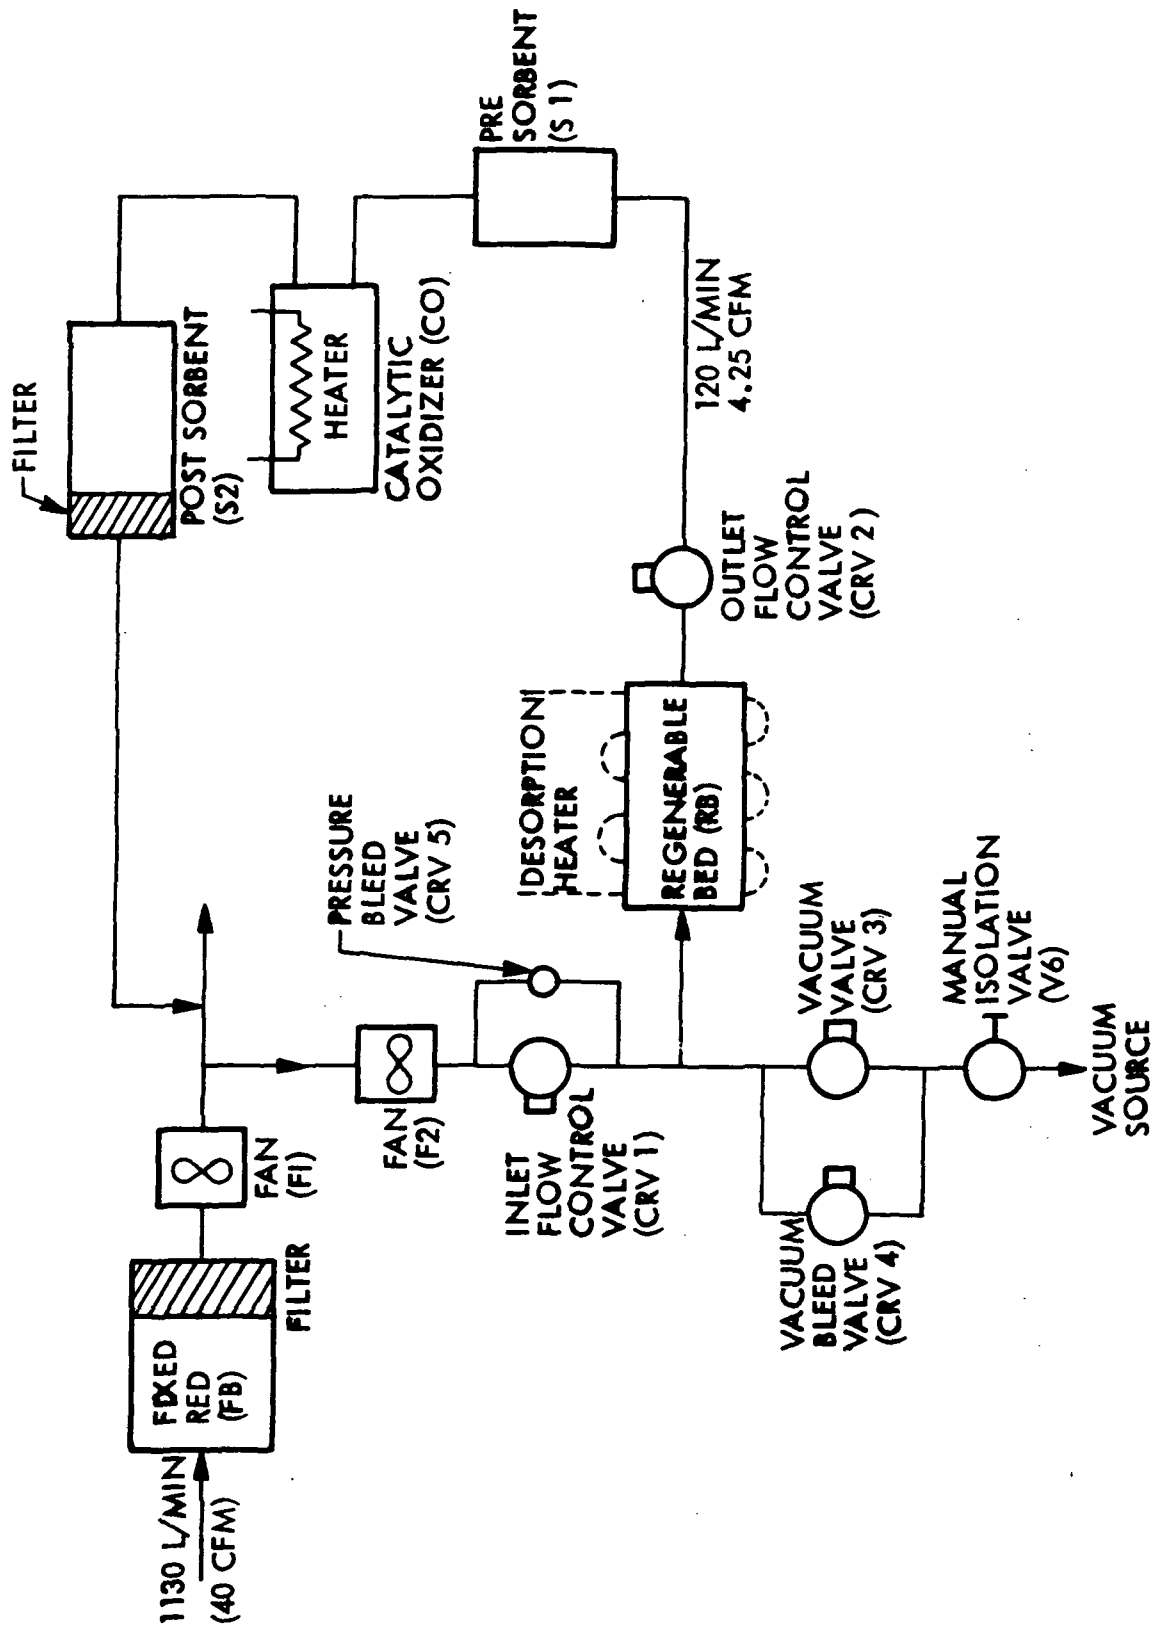 1130 L/MIN
(40 CFM)
FIXED
RED
(FB)
FILTER
FAN
(F1)
FAN
(F2)
INLET
FLOW
CONTROL
VALVE
(CRV 1)
PRESSURE
BLEED
VALVE
(CRV 5)
VACUUM
BLEED
VALVE
(CRV 4)
VACUUM
VALVE
(CRV 3)
MANUAL
ISOLATION
VALVE
(V6)
VACUUM
SOURCE
DESORPTION
HEATER
REGENERABLE
BED (RB)
OUTLET
FLOW
CONTROL
VALVE
(CRV 2)
120 L/MIN
4.25 CFM
PRE
SORBENT
(S 1)
HEATER
CATALYTIC
OXIDIZER (CO)
FILTER
POST SORBENT
(S2)